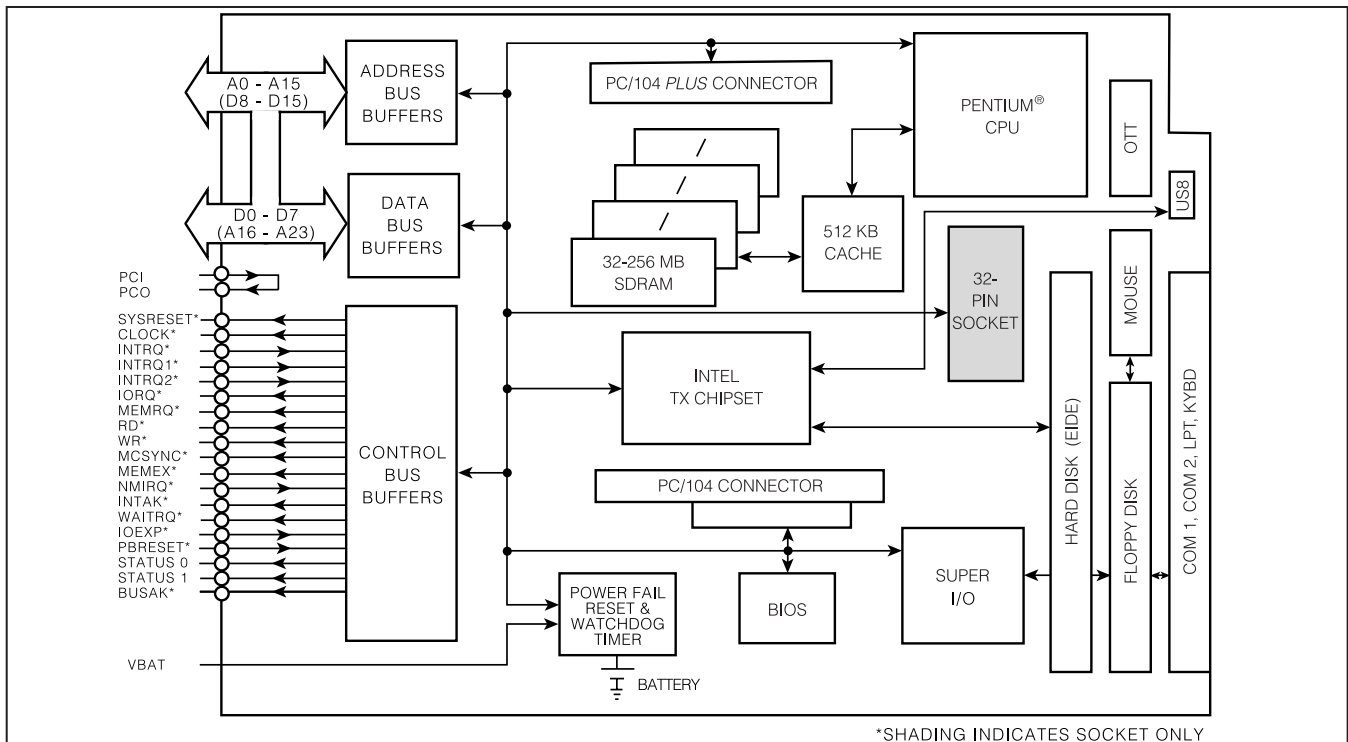 A0 - A15
(D8 - D15)
ADDRESS
BUS
BUFFERS
D0 - D7
(A16 - A23)
DATA
BUS
BUFFERS
PC/104 PLUS CONNECTOR
PENTIUM®
CPU
/
/
/
32-256 MB
SDRAM
512 KB
CACHE
OTT
US8
32-
PIN
SOCKET
MOUSE
PCI
PCO
SYSRESET*
CLOCK*
INTRQ*
INTRQ1*
INTRQ2*
IORQ*
MEMRQ*
RD*
WR*
MCSYNC*
MEMEX*
NMIRQ*
INTAK*
WAITRQ*
IOEXP*
PBRESET*
STATUS 0
STATUS 1
BUSAK*
CONTROL
BUS
BUFFERS
INTEL
TX CHIPSET
PC/104 CONNECTOR
HARD DISK (EIDE)
FLOPPY DISK
COM 1, COM 2, LPT, KYBD
POWER FAIL
RESET &
WATCHDOG
TIMER
BIOS
SUPER
I/O
VBAT
BATTERY
*SHADING INDICATES SOCKET ONLY